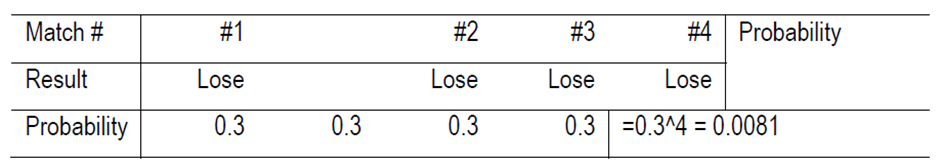 Match # #1 #2 #3 #4 Probability
Result Lose Lose Lose Lose
Probability 0.3 0.3 0.3 0.3 =0.3^4 = 0.0081